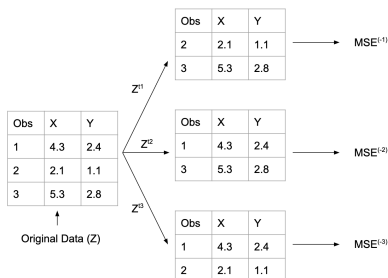 Obs X Y
2 2.1 1.1
3 5.3 2.8
MSE(-1)
Zt1
Obs X Y
1 4.3 2.4
2 2.1 1.1
3 5.3 2.8
Original Data (Z)
Zt2
Obs X Y
1 4.3 2.4
3 5.3 2.8
MSE(-2)
Zt3
Obs X Y
1 4.3 2.4
2 2.1 1.1
MSE(-3)